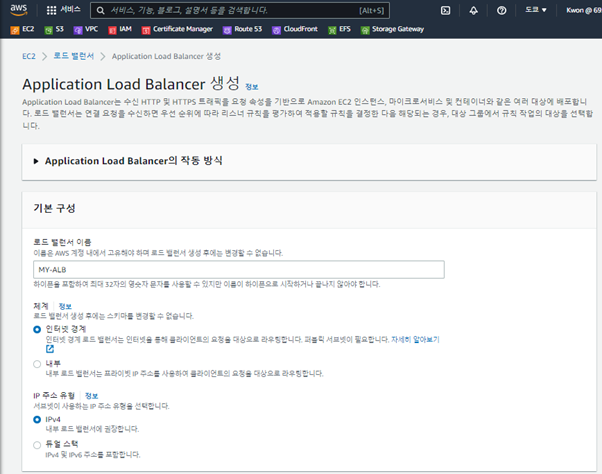 aws 서비스 서비스, 기능, 블로그, 설명서 등을 검색합니다. [Alt+S] 도쿄 ▼ Kwon @ 69
EC2 S3 VPC IAM Certificate Manager Route 53 CloudFront EFS Storage Gateway
EC2 > 로드 밸런서 > Application Load Balancer 생성
Application Load Balancer 생성 정보
Application Load Balancer는 수신 HTTP 및 HTTPS 트래픽을 요청 속성을 기반으로 Amazon EC2 인스턴스, 마이크로서비스 및 컨테이너와 같은 여러 대상에 배포합니
다. 로드 밸런서는 연결 요청을 수신하면 우선 순위에 따라 리스너 규칙을 평가하여 적용할 규칙을 결정한 다음 해당되는 경우, 대상 그룹에서 규칙 작업의 대상을 선택합
니다.
▶ Application Load Balancer의 작동 방식
기본 구성
로드 밸런서 이름
이름은 AWS 계정 내에서 고유해야 하며 로드 밸런서 생성 후에는 변경할 수 없습니다.
MY-ALB
하이픈을 포함하여 최대 32자의 영숫자 문자를 사용할 수 있지만 이름이 하이픈으로 시작하거나 끝나지 않아야 합니다.
체계 정보
로드 밸런서 생성 후에는 스키마를 변경할 수 없습니다.
인터넷 경계
인터넷 경계 로드 밸런서는 인터넷을 통해 클라이언트의 요청을 대상으로 라우팅합니다. 퍼블릭 서브넷이 필요합니다. 자세히 알아보기
내부
내부 로드 밸런서는 프라이빗 IP 주소를 사용하여 클라이언트의 요청을 대상으로 라우팅합니다.
IP 주소 유형 정보
서브넷이 사용하는 IP 주소 유형을 선택합니다.
IPv4
내부 로드 밸런서에 권장합니다.
듀얼 스택
IPv4 및 IPv6 주소를 포함합니다.